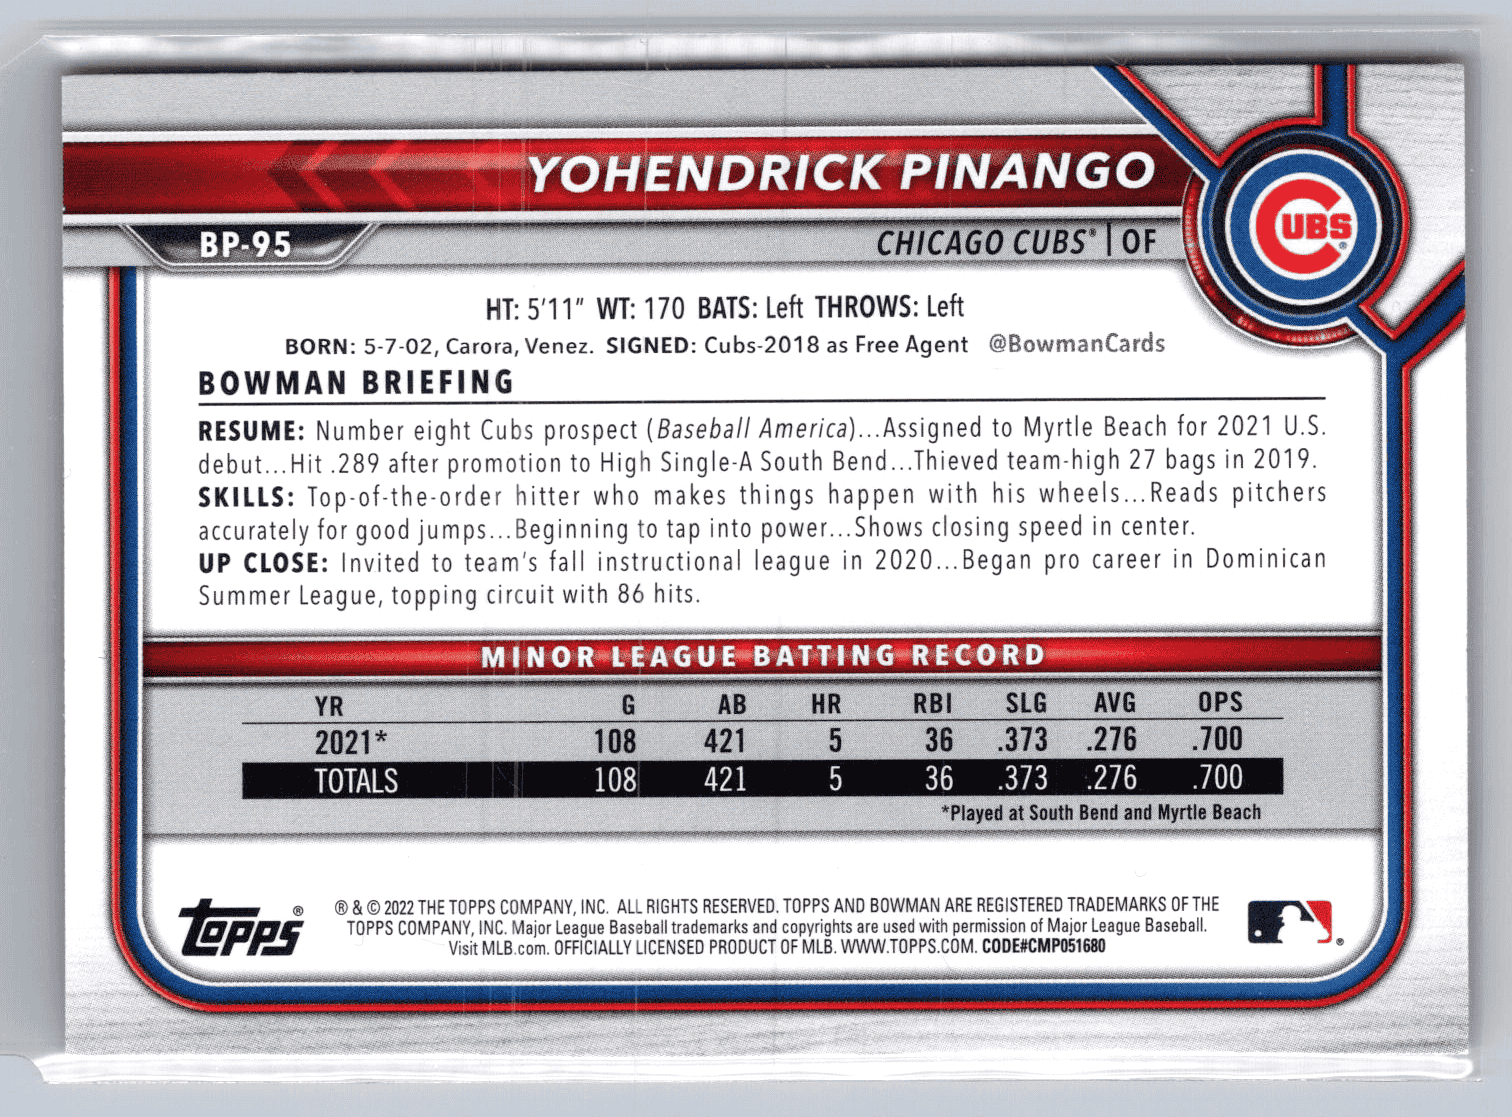 YOHENDRICK PINANGO
BP-95
CHICAGO CUBS® | OF
CUBS®
HT: 5'11" WT: 170 BATS: Left THROWS: Left
BORN: 5-7-02, Carora, Venez. SIGNED: Cubs-2018 as Free Agent @BowmanCards
BOWMAN BRIEFING
RESUME: Number eight Cubs prospect (Baseball America)...Assigned to Myrtle Beach for 2021 U.S.
debut...Hit .289 after promotion to High Single-A South Bend...Thieved team-high 27 bags in 2019.
SKILLS: Top-of-the-order hitter who makes things happen with his wheels...Reads pitchers
accurately for good jumps...Beginning to tap into power...Shows closing speed in center.
UP CLOSE: Invited to team's fall instructional league in 2020...Began pro career in Dominican
Summer League, topping circuit with 86 hits.
MINOR LEAGUE BATTING RECORD
YR G AB HR RBI SLG AVG OPS
2021* 108 421 5 36 .373 .276 .700
TOTALS 108 421 5 36 .373 .276 .700
*Played at South Bend and Myrtle Beach
topps®
® & © 2022 THE TOPPS COMPANY, INC. ALL RIGHTS RESERVED. TOPPS AND BOWMAN ARE REGISTERED TRADEMARKS OF THE
TOPPS COMPANY, INC. Major League Baseball trademarks and copyrights are used with permission of Major League Baseball.
Visit MLB.com. OFFICIALLY LICENSED PRODUCT OF MLB. WWW.TOPPS.COM. CODE#CMP051680